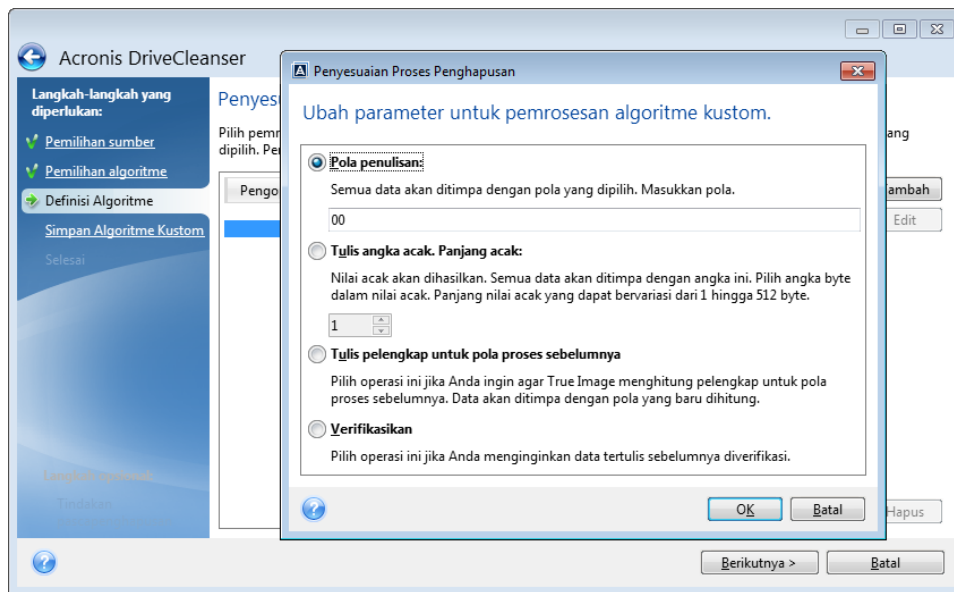 Acronis DriveCleanser
Langkah-langkah yang
diperlukan:
Pemilihan sumber
Pemilihan algoritme
Definisi Algoritme
Simpan Algoritme Kustom
Selesai
Langkah opsional:
Tindakan
Penyes
Pilih pemr
dipilih. Pe
ang
Pengo
ambah
Edit
Hapus
Penyesuaian Proses Penghapusan
Ubah parameter untuk pemrosesan algoritme kustom.
Pola penulisan:
Semua data akan ditimpa dengan pola yang dipilih. Masukkan pola.
00
Tulis angka acak. Panjang acak:
Nilai acak akan dihasilkan. Semua data akan ditimpa dengan angka ini. Pilih angka byte
dalam nilai acak. Panjang nilai acak yang dapat bervariasi dari 1 hingga 512 byte.
1
Tulis pelengkap untuk pola proses sebelumnya
Pilih operasi ini jika Anda ingin agar True Image menghitung pelengkap untuk pola
proses sebelumnya. Data akan ditimpa dengan pola yang baru dihitung.
Verifikasikan
Pilih operasi ini jika Anda menginginkan data tertulis sebelumnya diverifikasi.
OK
Batal
Berikutnya >
Batal